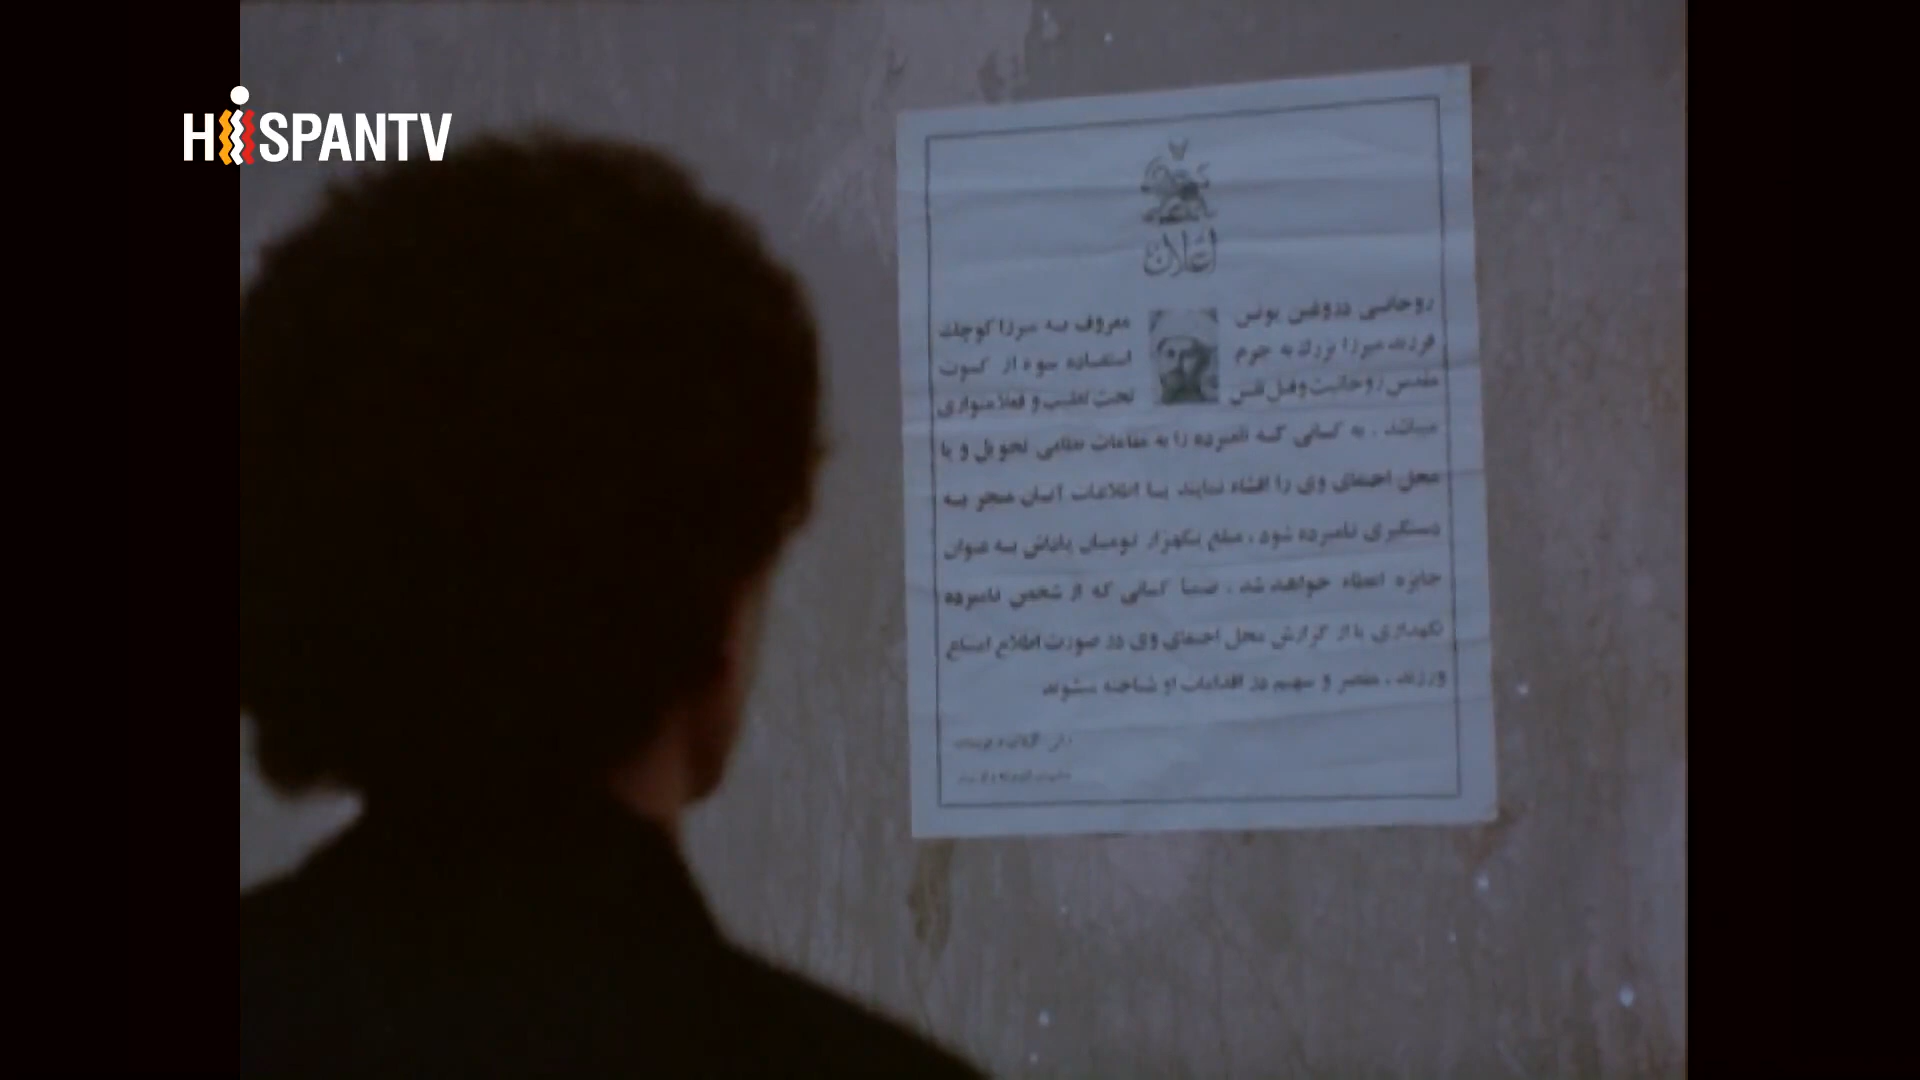 HISPANTV
اعلان
روحانی دروغین یونس معروف به میرزا کوچک
فرزند میرزا بزرگ به جرم استفاده سوء از کسوت
مقدس روحانیت و قتل نفس تحت تعقیب و فعلا متواری
میباشد . به کسانی که نامبرده را به مقامات نظامی تحویل و یا
محل اختفای وی را افشاء نمایند یا اطلاعات آنان منجر به
دستگیری نامبرده شود ، مبلغ یکهزار تومان پاداش به عنوان
جایزه اعطاء خواهد شد . ضمناً کسانی که از شخص نامبرده
نگهداری یا از گزارش محل اختفای وی در صورت اطلاع امتناع
ورزند ، مقصر و سهیم در اقدامات او شناخته میشوند